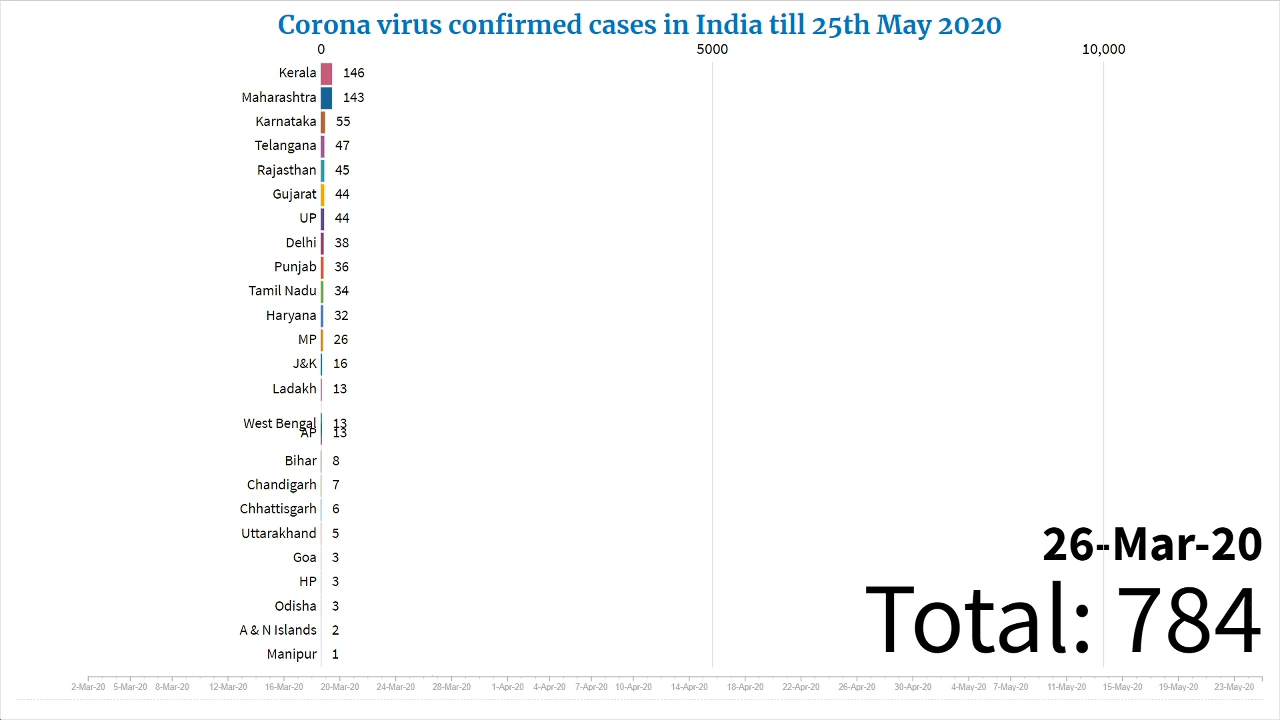 Corona virus confirmed cases in India till 25th May 2020
0 5000 10,000
Kerala 146
Maharashtra 143
Karnataka 55
Telangana 47
Rajasthan 45
Gujarat 44
UP 44
Delhi 38
Punjab 36
Tamil Nadu 34
Haryana 32
MP 26
J&K 16
Ladakh 13
West Bengal 13
AP 13
Bihar 8
Chandigarh 7
Chhattisgarh 6
Uttarakhand 5
Goa 3
HP 3
Odisha 3
A & N Islands 2
Manipur 1
26-Mar-20
Total: 784
2-Mar-20 5-Mar-20 8-Mar-20 12-Mar-20 16-Mar-20 20-Mar-20 24-Mar-20 28-Mar-20 1-Apr-20 4-Apr-20 7-Apr-20 10-Apr-20 14-Apr-20 18-Apr-20 22-Apr-20 26-Apr-20 30-Apr-20 4-May-20 7-May-20 11-May-20 15-May-20 19-May-20 23-May-20